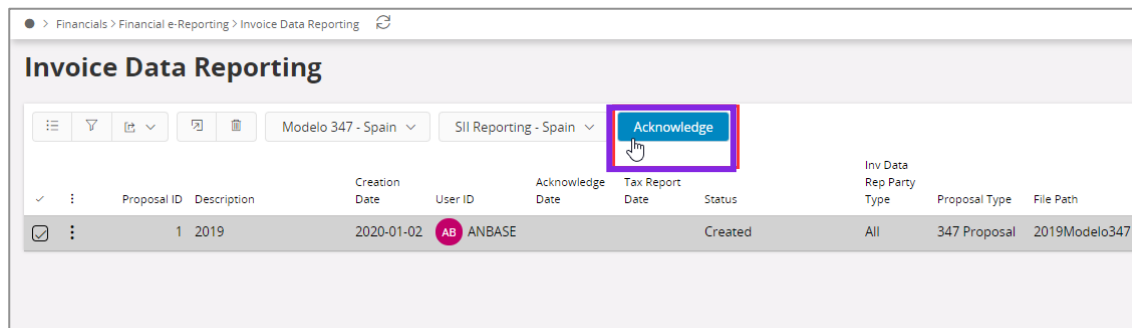 > Financials > Financial e-Reporting > Invoice Data Reporting
Invoice Data Reporting
Modelo 347 - Spain SII Reporting - Spain Acknowledge
Proposal ID Description Creation Date User ID Acknowledge Date Tax Report Date Status Inv Data Rep Party Type Proposal Type File Path
1 2019 2020-01-02 AB ANBASE Created All 347 Proposal 2019Modelo347